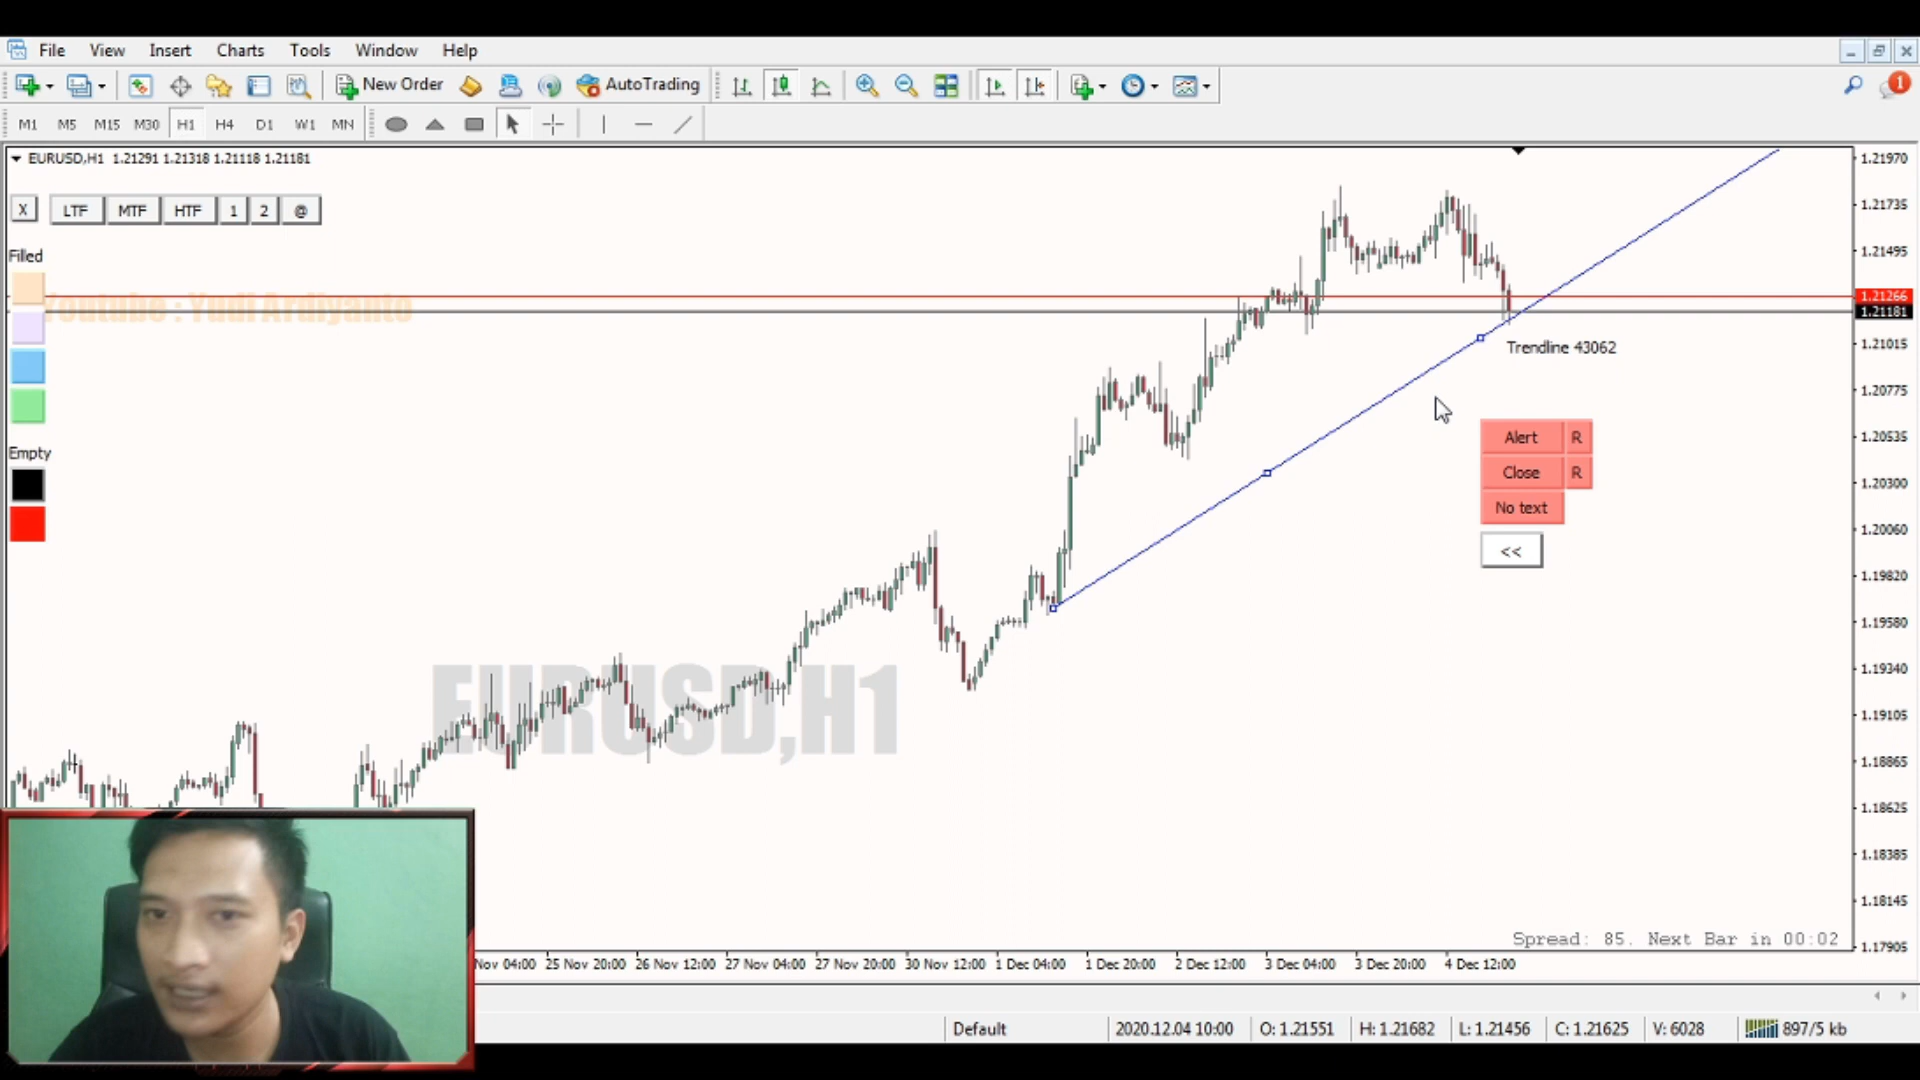 File View Insert Charts Tools Window Help
New Order AutoTrading 1
M1 M5 M15 M30 H1 H4 D1 W1 MN
EURUSD,H1 1.21291 1.21318 1.21118 1.21181
X LTF MTF HTF 1 2 @
Filled
Youtube : Yudi Ardiyanto
Empty
EURUSD,H1
Trendline 43062
Alert R
Close R
No text
<<
1.21970
1.21735
1.21495
1.21266
1.21181
1.21015
1.20775
1.20535
1.20300
1.20060
1.19820
1.19580
1.19340
1.19105
1.18865
1.18625
1.18385
1.18145
1.17905
Spread: 85. Next Bar in 00:02
Nov 04:00 25 Nov 20:00 26 Nov 12:00 27 Nov 04:00 27 Nov 20:00 30 Nov 12:00 1 Dec 04:00 1 Dec 20:00 2 Dec 12:00 3 Dec 04:00 3 Dec 20:00 4 Dec 12:00
Default 2020.12.04 10:00 O: 1.21551 H: 1.21682 L: 1.21456 C: 1.21625 V: 6028 897/5 kb